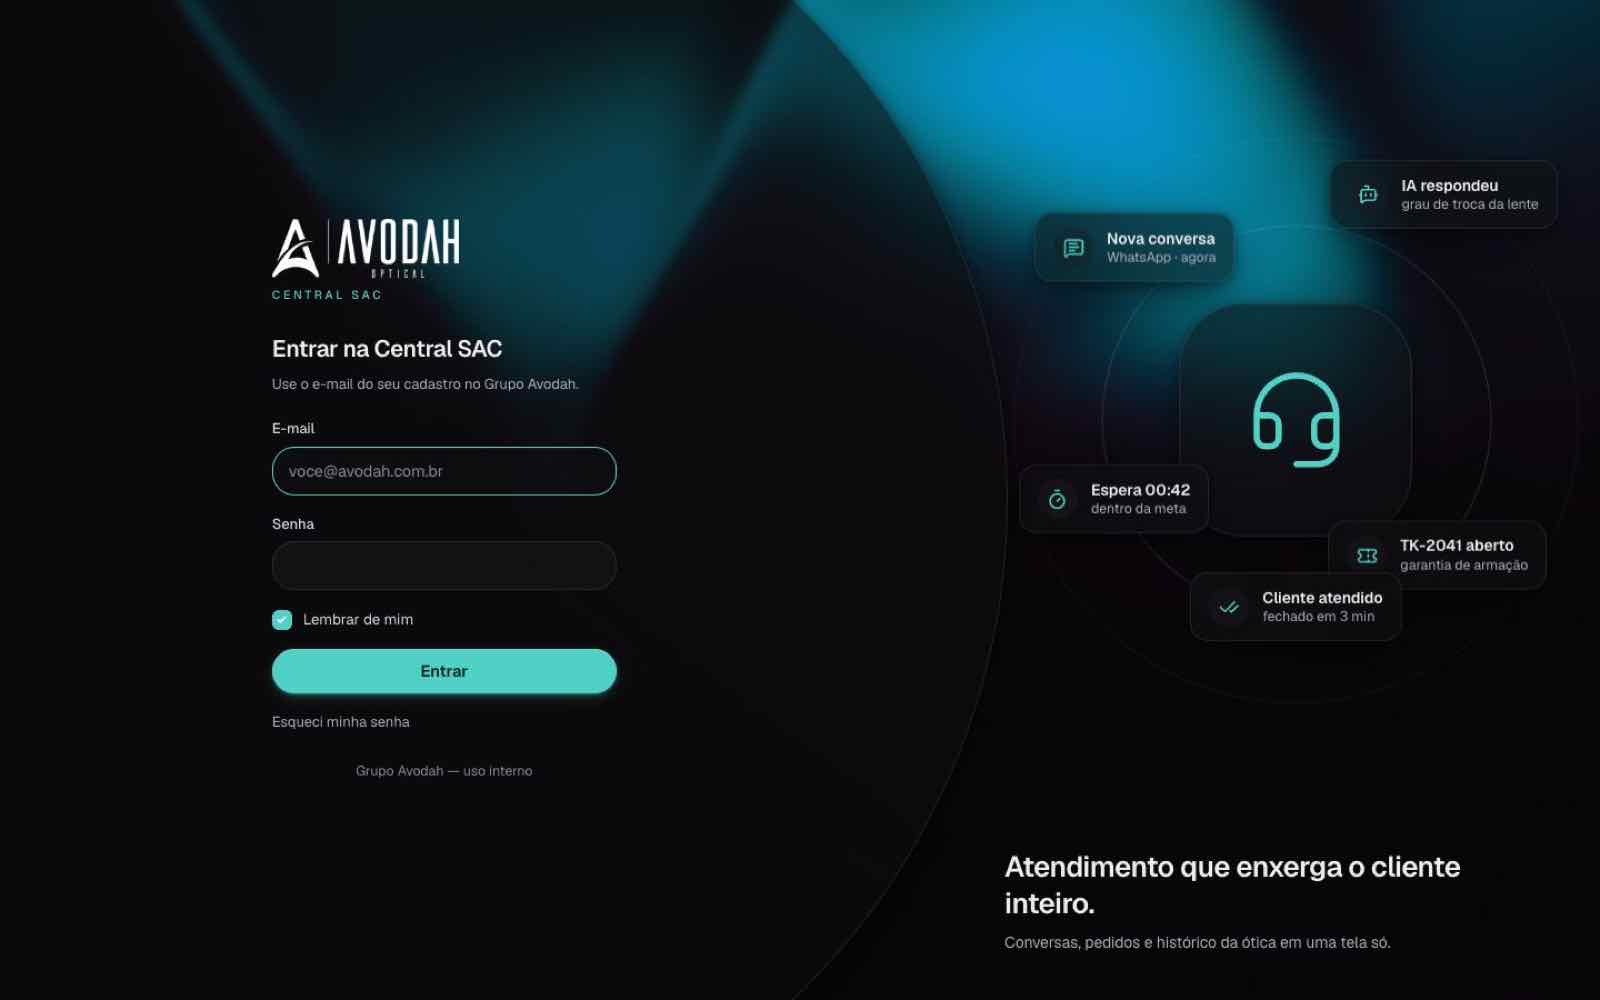 AVODAH
OPTICAL
CENTRAL SAC
Entrar na Central SAC
Use o e-mail do seu cadastro no Grupo Avodah.
E-mail
voce@avodah.com.br
Senha
Lembrar de mim
Entrar
Esqueci minha senha
Grupo Avodah — uso interno
IA respondeu
grau de troca da lente
Nova conversa
WhatsApp · agora
Espera 00:42
dentro da meta
TK-2041 aberto
garantia de armação
Cliente atendido
fechado em 3 min
Atendimento que enxerga o cliente
inteiro.
Conversas, pedidos e histórico da ótica em uma tela só.